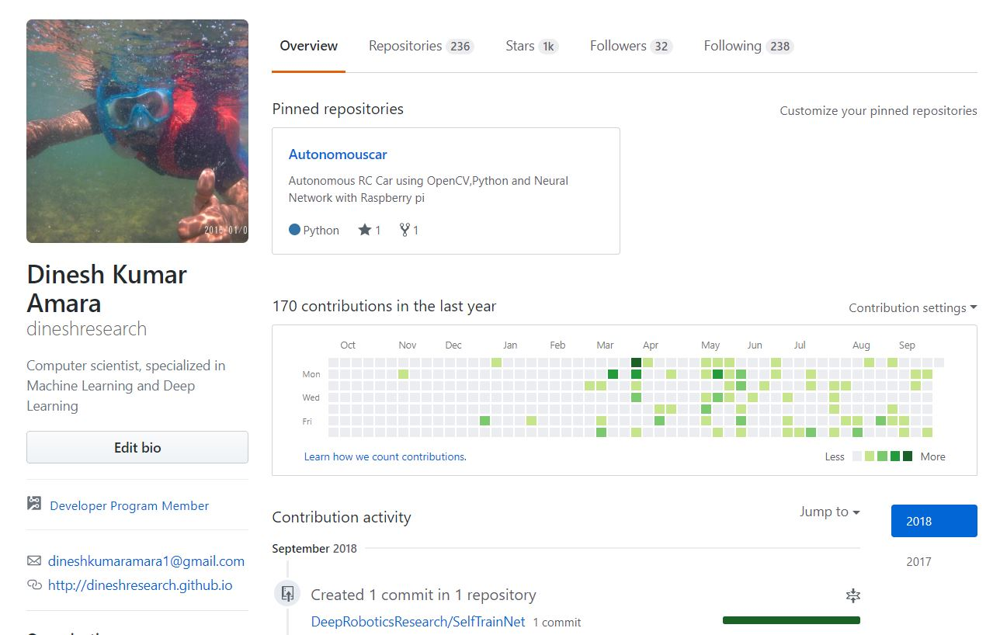 Overview Repositories 236 Stars 1k Followers 32 Following 238
2016/01/0
Dinesh Kumar
Amara
dineshresearch
Computer scientist, specialized in
Machine Learning and Deep
Learning
Edit bio
Developer Program Member
dineshkumaramara1@gmail.com
http://dineshresearch.github.io
Pinned repositories
Customize your pinned repositories
Autonomouscar
Autonomous RC Car using OpenCV,Python and Neural
Network with Raspberry pi
Python 1 1
170 contributions in the last year
Contribution settings
Oct Nov Dec Jan Feb Mar Apr May Jun Jul Aug Sep
Mon
Wed
Fri
Learn how we count contributions.
Less More
Contribution activity
Jump to
2018
2017
September 2018
Created 1 commit in 1 repository
DeepRoboticsResearch/SelfTrainNet 1 commit